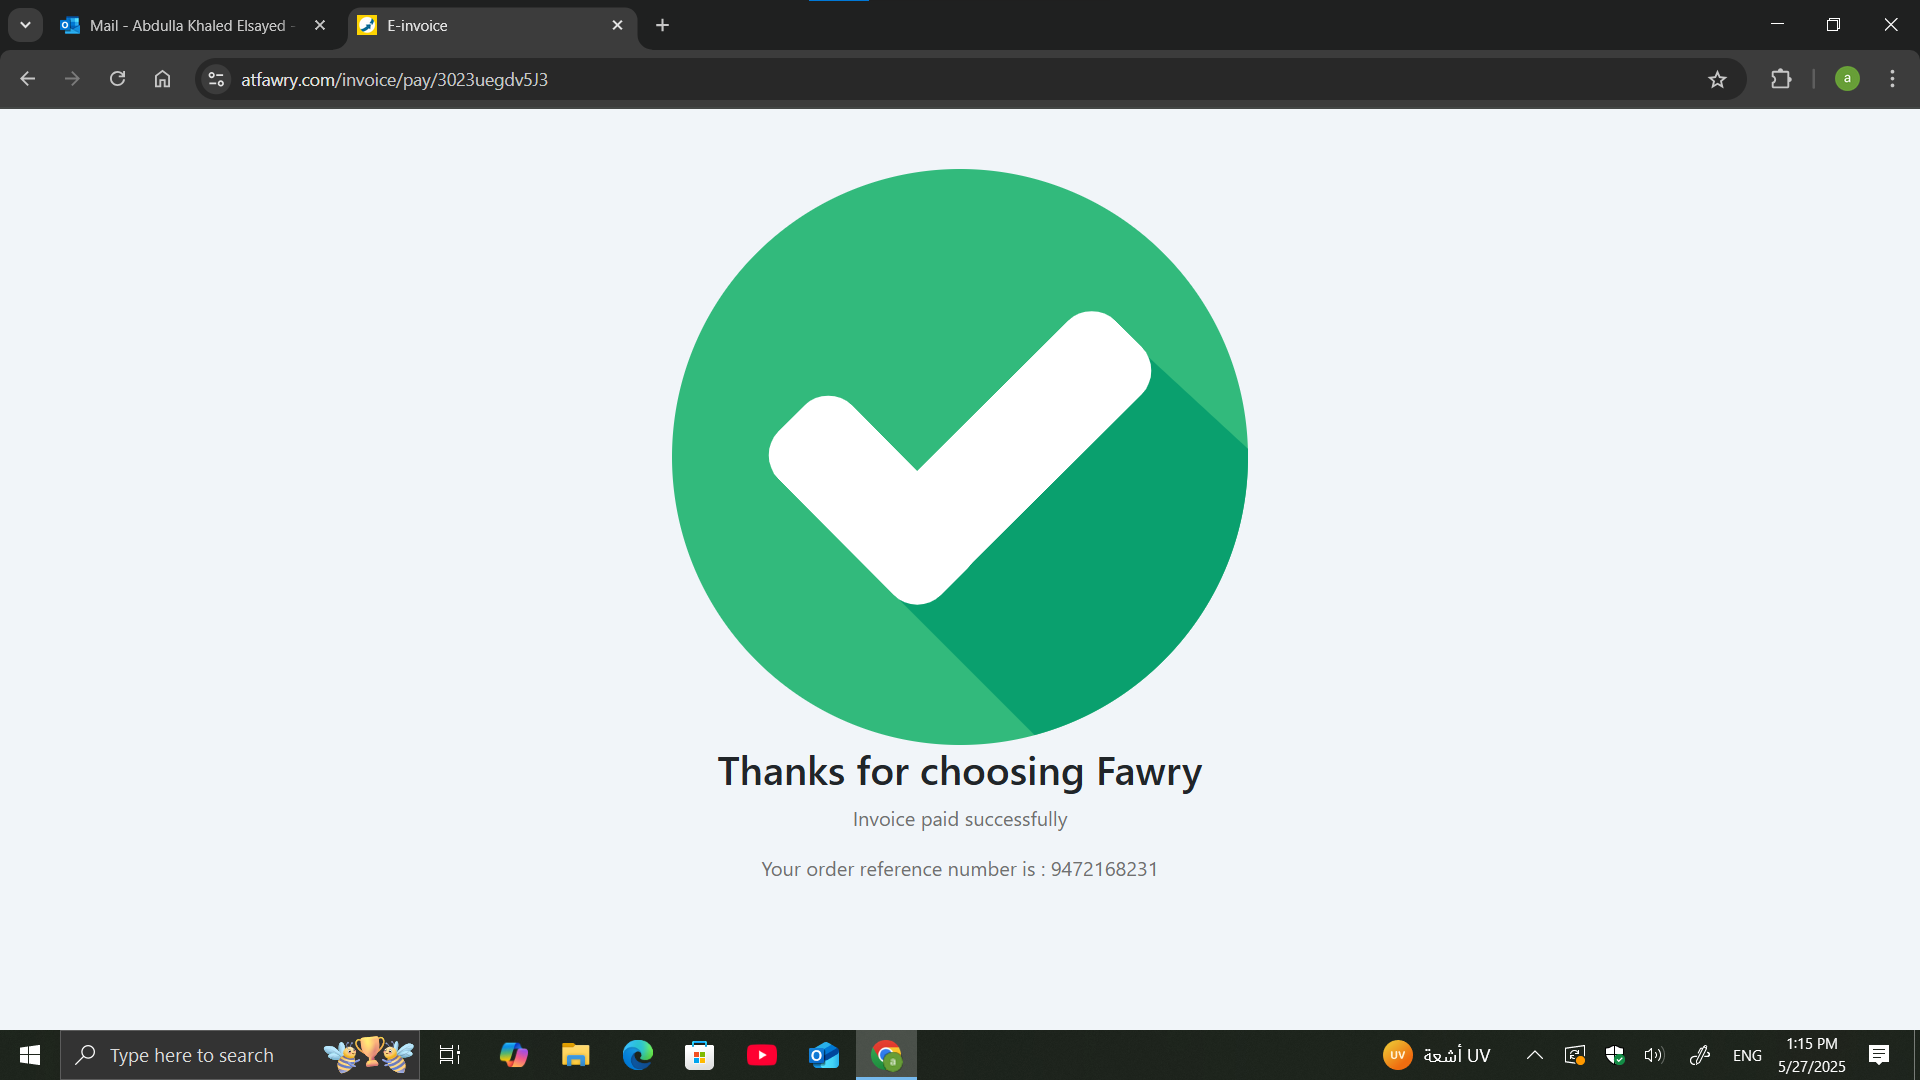 Mail - Abdulla Khaled Elsayed -
E-invoice
atfawry.com/invoice/pay/3023uegdv5J3
a
Thanks for choosing Fawry
Invoice paid successfully
Your order reference number is : 9472168231
Type here to search
UV
أشعة UV
ENG
1:15 PM
5/27/2025